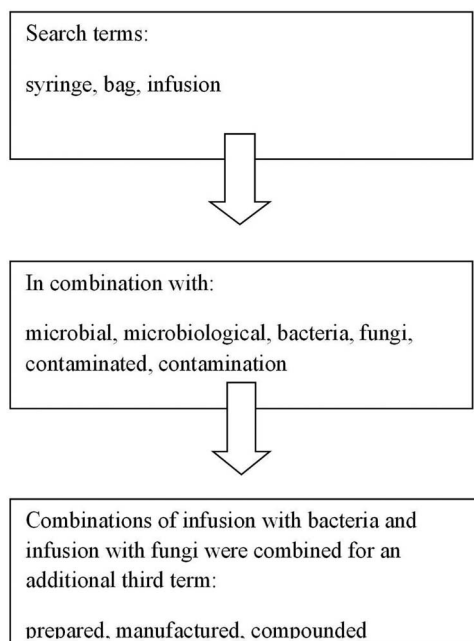 Search terms:
syringe, bag, infusion
In combination with:
microbial, microbiological, bacteria, fungi,
contaminated, contamination
Combinations of infusion with bacteria and
infusion with fungi were combined for an
additional third term:
prepared, manufactured, compounded